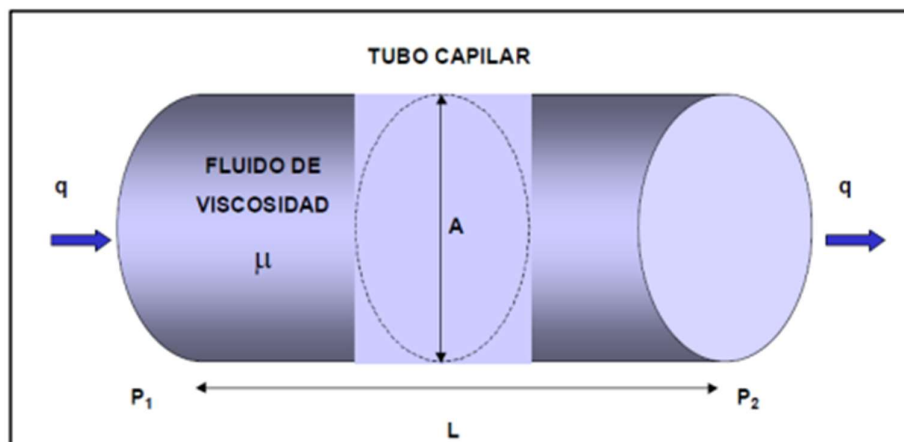 TUBO CAPILAR
FLUIDO DE
VISCOSIDAD
μ
q
A
q
P₁
P₂
L